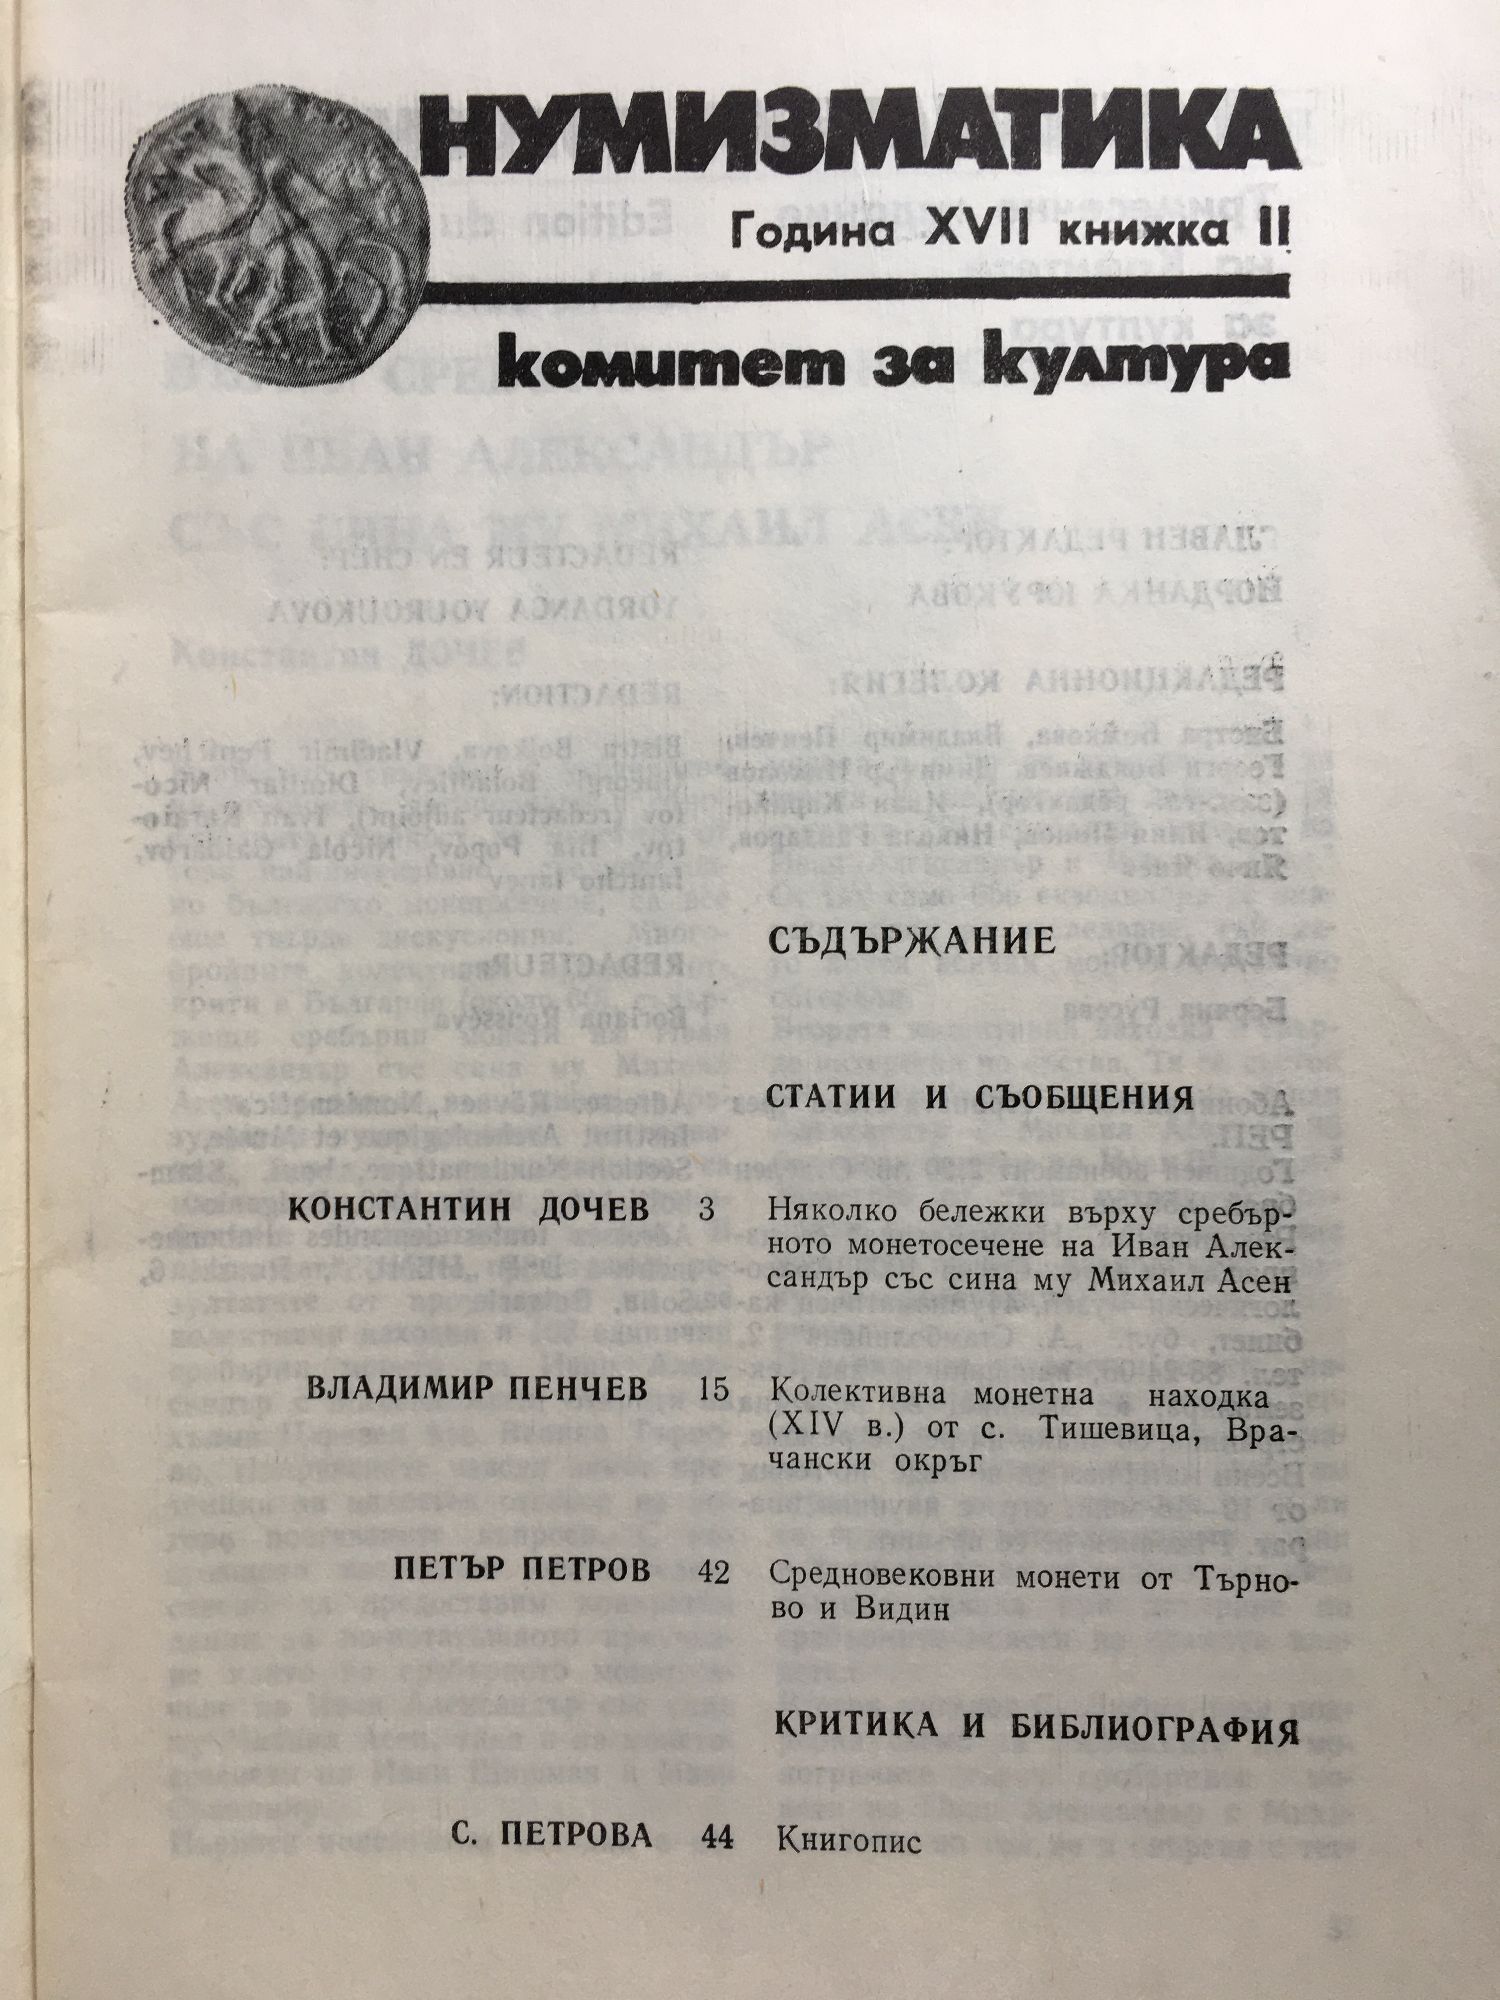 НУМИЗМАТИКА
Година XVII книжка II
комитет за култура
СЪДЪРЖАНИЕ
СТАТИИ И СЪОБЩЕНИЯ
КОНСТАНТИН ДОЧЕВ 3 Няколко бележки върху сребър-
ното монетосечене на Иван Алек-
сандър със сина му Михаил Асен
ВЛАДИМИР ПЕНЧЕВ 15 Колективна монетна находка
(XIV в.) от с. Тишевица, Вра-
чански окръг
ПЕТЪР ПЕТРОВ 42 Средновековни монети от Търно-
во и Видин
КРИТИКА И БИБЛИОГРАФИЯ
С. ПЕТРОВА 44 Книгопис